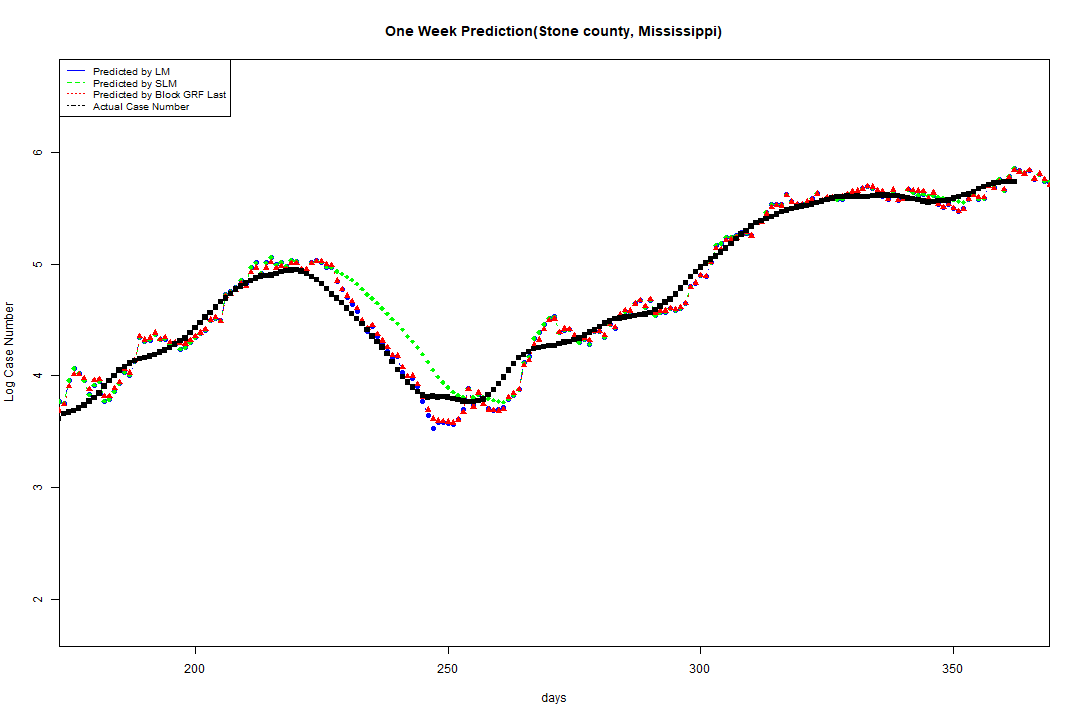 One Week Prediction(Stone county, Mississippi)
Predicted by LM
Predicted by SLM
Predicted by Block GRF Last
Actual Case Number
6
5
4
3
2
Log Case Number
200
250
300
350
days